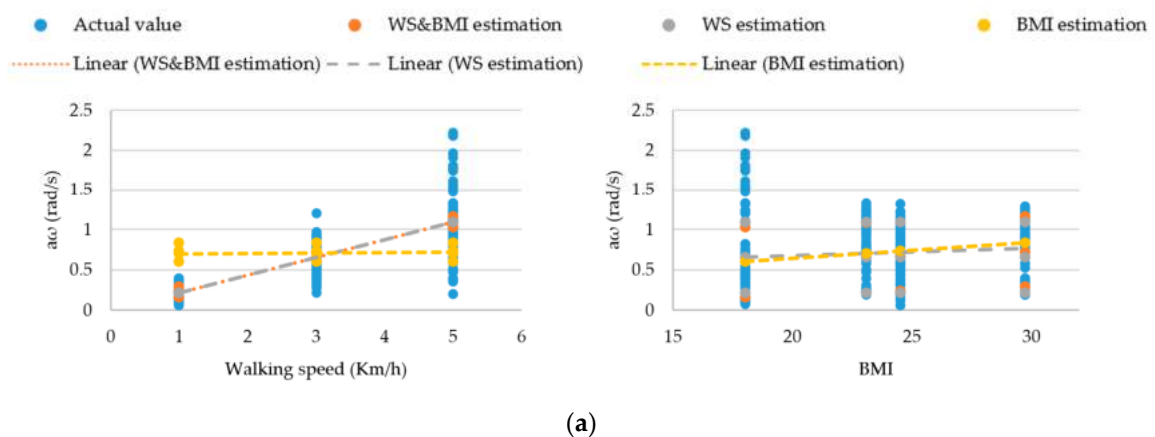 Actual value WS&BMI estimation WS estimation BMI estimation
Linear (WS&BMI estimation) Linear (WS estimation) Linear (BMI estimation)
2.5
2
1.5
1
0.5
0
aω (rad/s)
0 1 2 3 4 5 6
Walking speed (Km/h)
2.5
2
1.5
1
0.5
0
aω (rad/s)
15 20 25 30
BMI
(a)